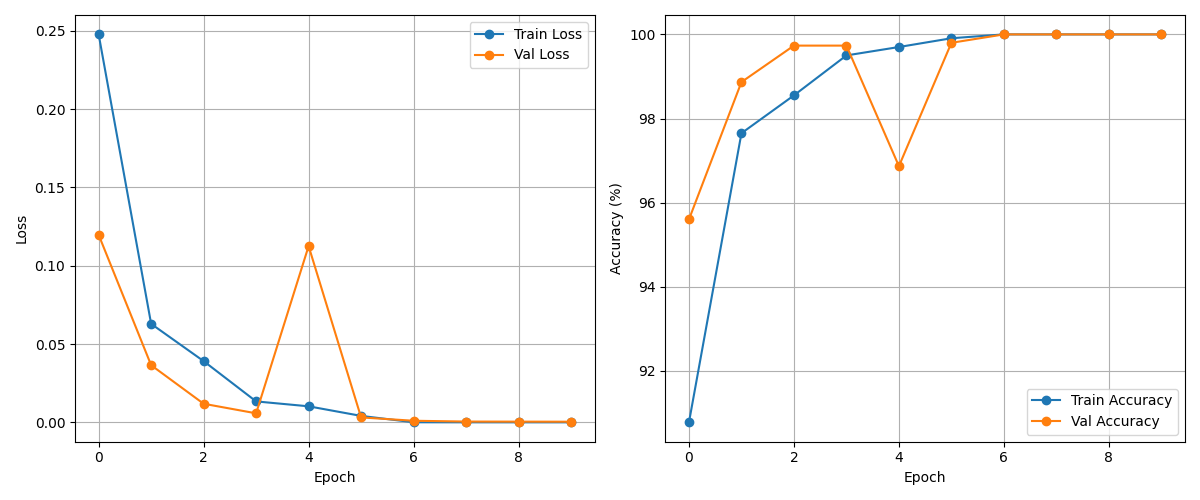 0.25
0.20
0.15
0.10
0.05
0.00
Loss
0 2 4 6 8
Epoch
Train Loss
Val Loss
100
98
96
94
92
Accuracy (%)
0 2 4 6 8
Epoch
Train Accuracy
Val Accuracy